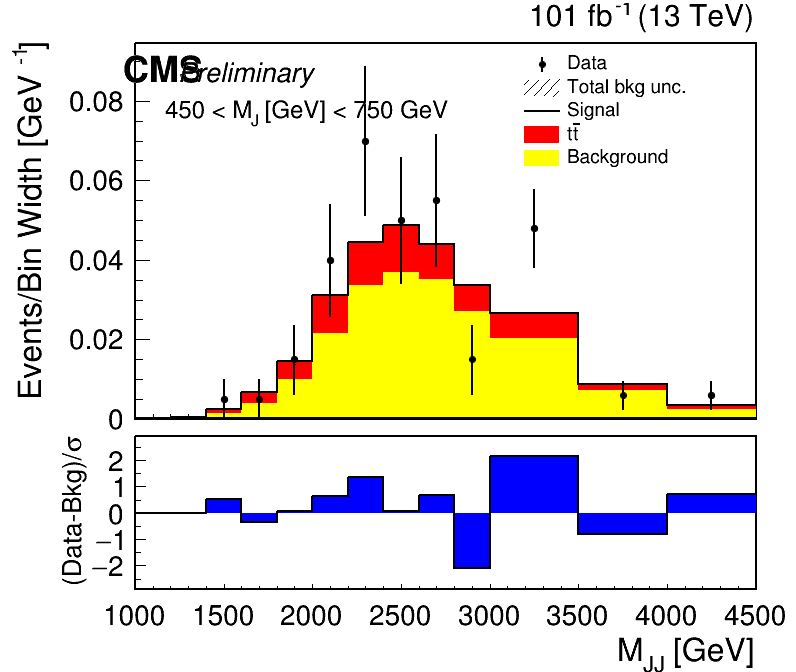 101 fb⁻¹ (13 TeV)
CMS Preliminary
450 < M_J [GeV] < 750 GeV
Data
Total bkg unc.
Signal
tt̄
Background
Events/Bin Width [GeV⁻¹]
0.08
0.06
0.04
0.02
0
(Data-Bkg)/σ
2
1
0
−1
−2
1000 1500 2000 2500 3000 3500 4000 4500
M_JJ [GeV]